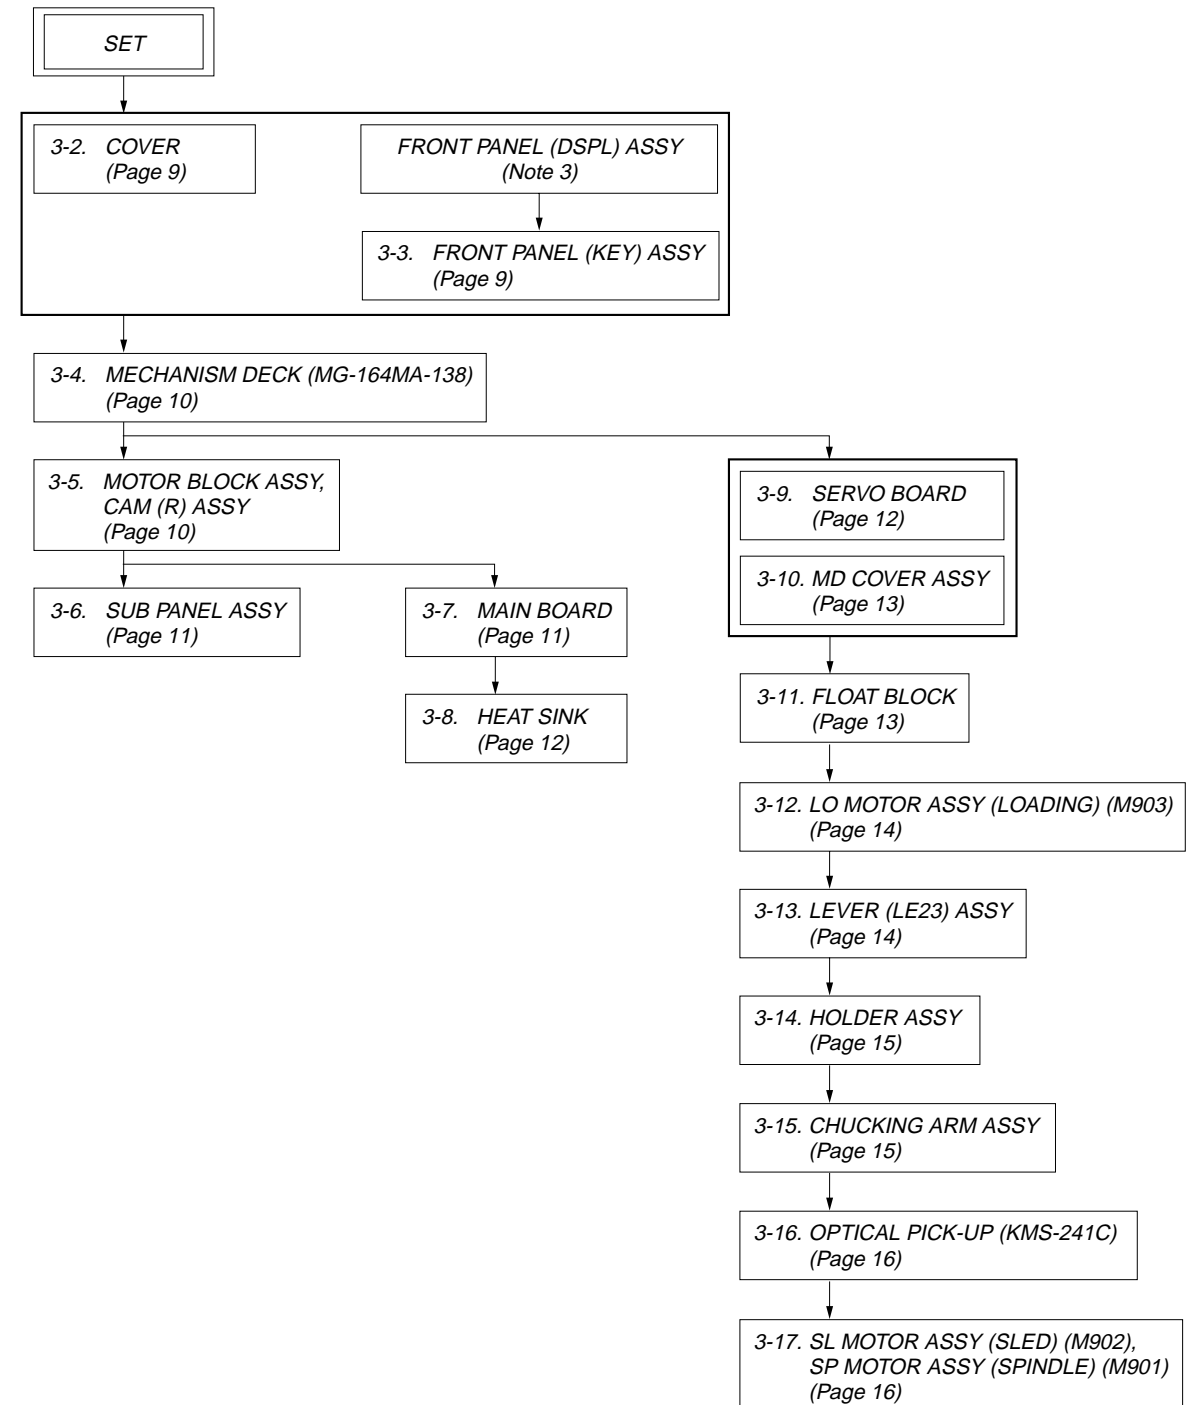 SET
3-2. COVER
(Page 9)
FRONT PANEL (DSPL) ASSY
(Note 3)
3-3. FRONT PANEL (KEY) ASSY
(Page 9)
3-4. MECHANISM DECK (MG-164MA-138)
(Page 10)
3-5. MOTOR BLOCK ASSY,
CAM (R) ASSY
(Page 10)
3-6. SUB PANEL ASSY
(Page 11)
3-7. MAIN BOARD
(Page 11)
3-8. HEAT SINK
(Page 12)
3-9. SERVO BOARD
(Page 12)
3-10. MD COVER ASSY
(Page 13)
3-11. FLOAT BLOCK
(Page 13)
3-12. LO MOTOR ASSY (LOADING) (M903)
(Page 14)
3-13. LEVER (LE23) ASSY
(Page 14)
3-14. HOLDER ASSY
(Page 15)
3-15. CHUCKING ARM ASSY
(Page 15)
3-16. OPTICAL PICK-UP (KMS-241C)
(Page 16)
3-17. SL MOTOR ASSY (SLED) (M902),
SP MOTOR ASSY (SPINDLE) (M901)
(Page 16)